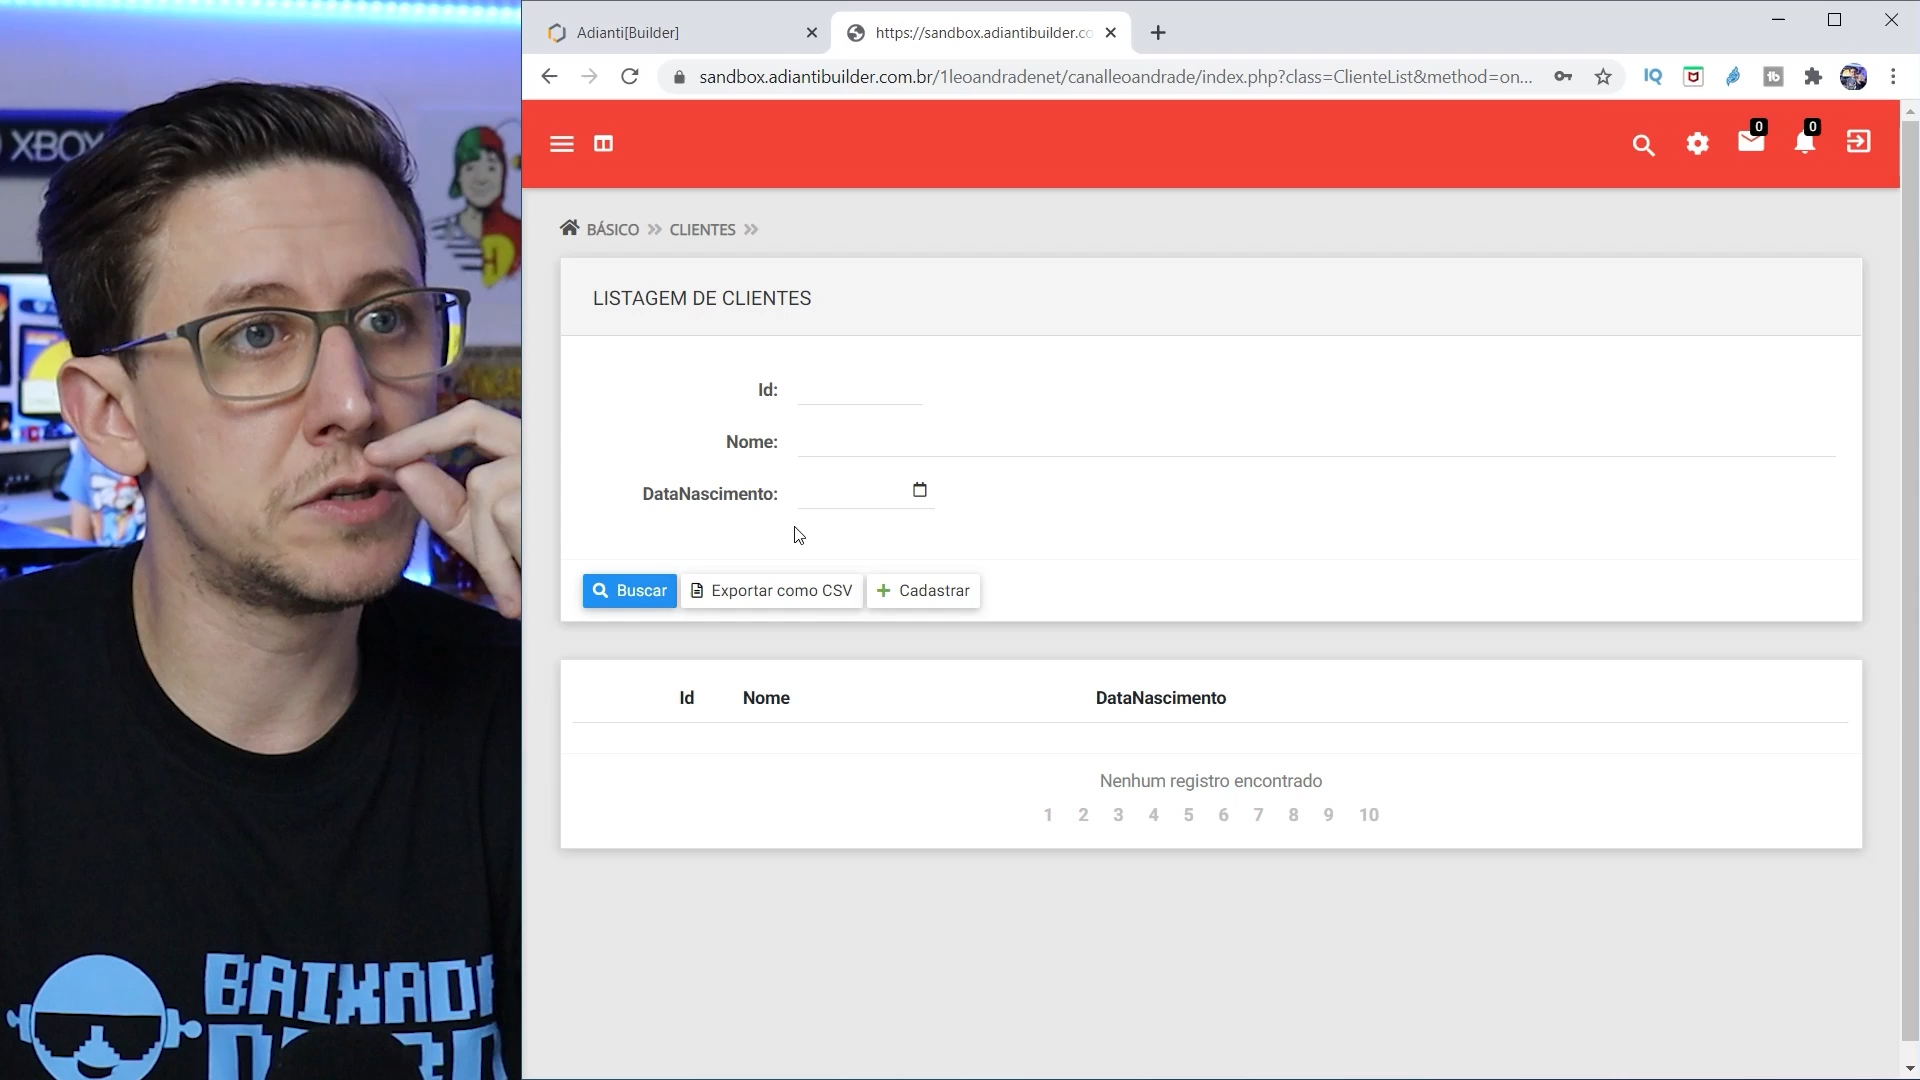 XBOX
Adianti[Builder]
https://sandbox.adiantibuilder.co
sandbox.adiantibuilder.com.br/1leoandradenet/canalleoandrade/index.php?class=ClienteList&method=on...
IQ
1b
0
0
BÁSICO >> CLIENTES >>
LISTAGEM DE CLIENTES
Id:
Nome:
DataNascimento:
Buscar
Exportar como CSV
+ Cadastrar
Id Nome DataNascimento
Nenhum registro encontrado
1 2 3 4 5 6 7 8 9 10
BAIXADA